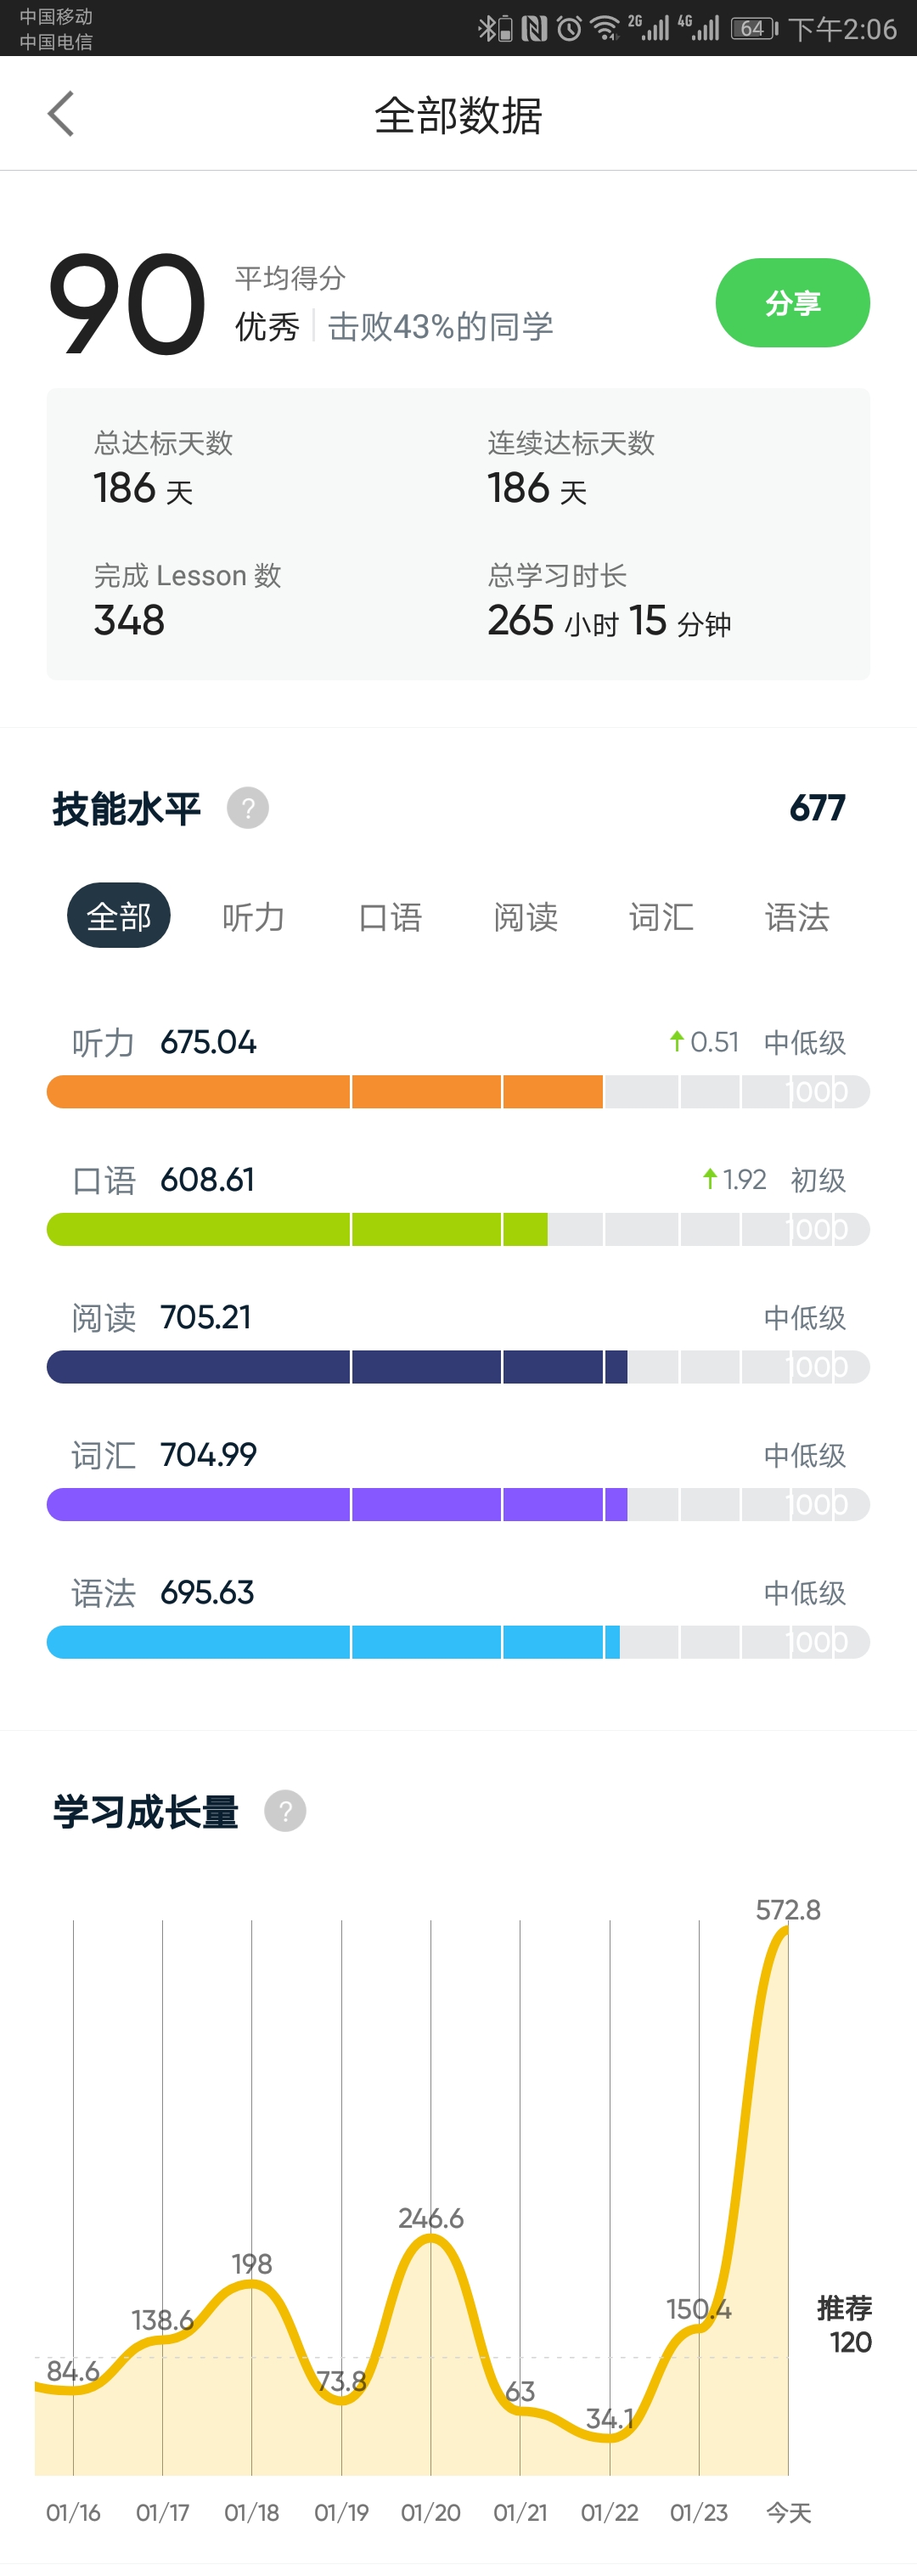 中国移动
中国电信
2G 4G 64 下午2:06
全部数据
90 平均得分
优秀 击败43%的同学
分享
总达标天数 连续达标天数
186 天 186 天
完成 Lesson 数 总学习时长
348 265 小时 15 分钟
技能水平 ? 677
全部 听力 口语 阅读 词汇 语法
听力 675.04 0.51 中低级
1000
口语 608.61 1.92 初级
1000
阅读 705.21 中低级
1000
词汇 704.99 中低级
1000
语法 695.63 中低级
1000
学习成长量 ?
572.8
246.6
198
138.6
150.4
推荐
120
84.6
73.8
63
34.1
01/16 01/17 01/18 01/19 01/20 01/21 01/22 01/23 今天